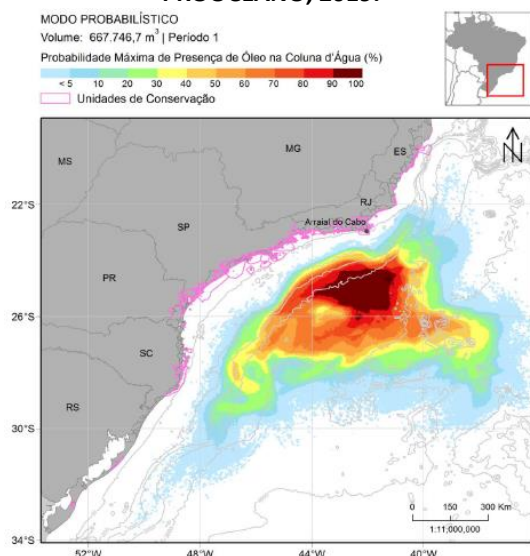 PROOCEANO, 2019.
MODO PROBABILÍSTICO
Volume: 667.746,7 m³ | Período 1
Probabilidade Máxima de Presença de Óleo na Coluna d'Água (%)
< 5 10 20 30 40 50 60 70 80 90 100
Unidades de Conservação
N
MS
MG
ES
RJ
Arraial do Cabo
SP
PR
SC
RS
22°S
26°S
30°S
34°S
52°W
48°W
44°W
40°W
0 150 300 Km
1:11,000,000